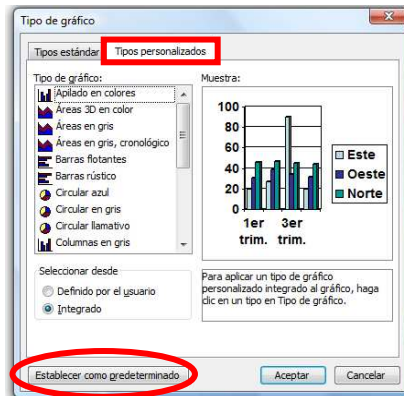 Tipo de gráfico
Tipos estándar
Tipos personalizados
Tipo de gráfico:
Apilado en colores
Áreas 3D en color
Áreas en gris
Áreas en gris, cronológico
Barras flotantes
Barras rústico
Circular azul
Circular en gris
Circular llamativo
Columnas en gris
Muestra:
100
80
60
40
20
0
1er 3er
trim. trim.
Este
Oeste
Norte
Seleccionar desde
Definido por el usuario
Integrado
Para aplicar un tipo de gráfico
personalizado integrado al gráfico, haga
clic en un tipo en Tipo de gráfico.
Establecer como predeterminado
Aceptar
Cancelar